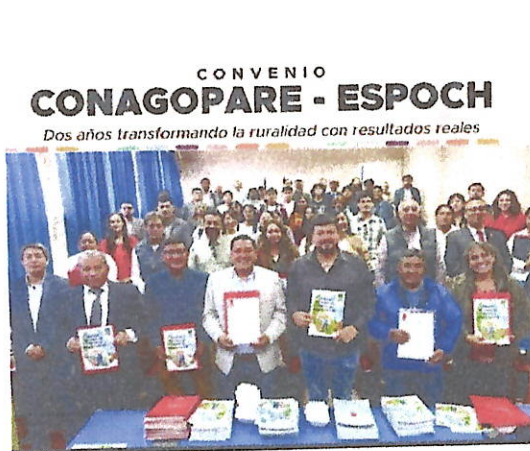 CONVENIO
CONAGOPARE - ESPOCH
Dos años transformando la ruralidad con resultados reales